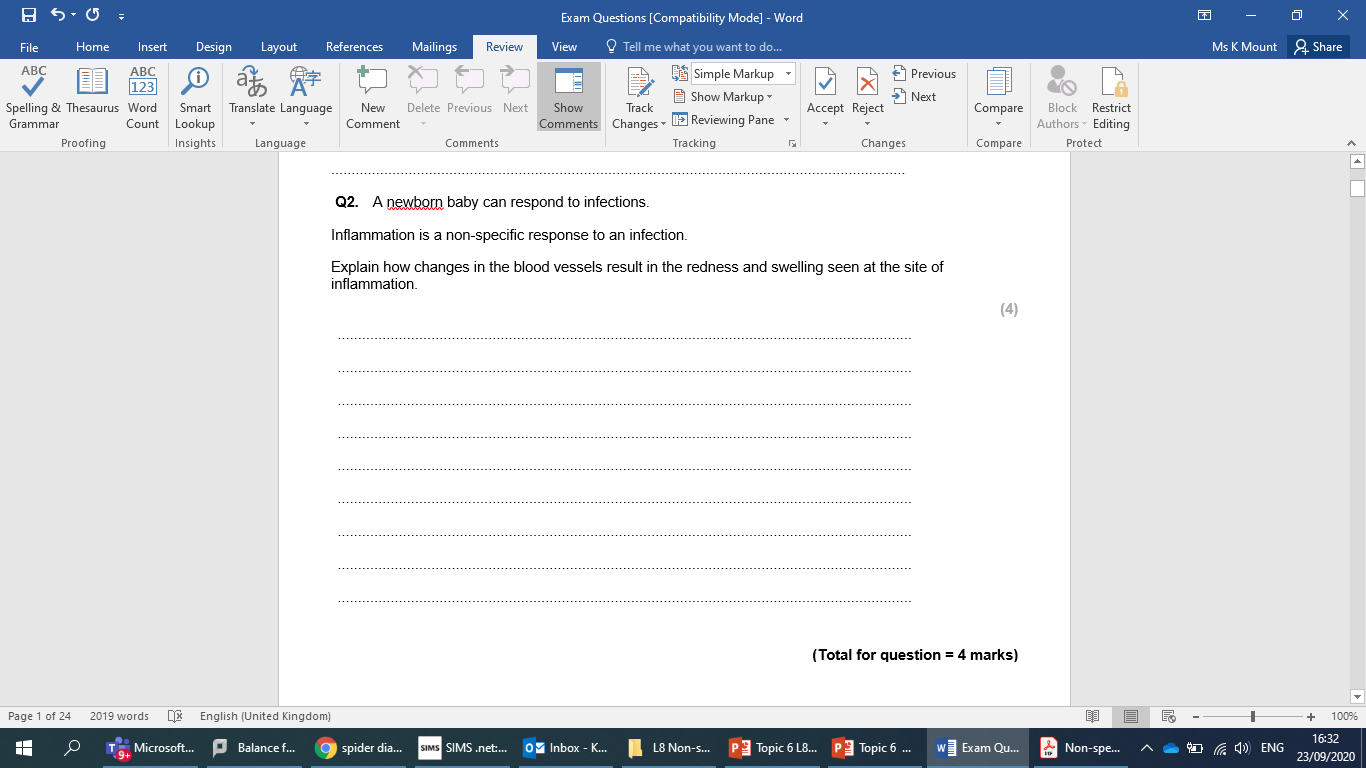 Exam Questions [Compatibility Mode] - Word
File Home Insert Design Layout References Mailings Review View Tell me what you want to do... Ms K Mount Share
ABC Spelling & Grammar
Thesaurus
ABC 123 Word Count
Smart Lookup
Translate
Language
New Comment
Delete
Previous
Next
Show Comments
Track Changes
Simple Markup
Show Markup
Reviewing Pane
Accept
Reject
Previous
Next
Compare
Block Authors
Restrict Editing
Proofing Insights Language Comments Tracking Changes Compare Protect
Q2. A newborn baby can respond to infections.
Inflammation is a non-specific response to an infection.
Explain how changes in the blood vessels result in the redness and swelling seen at the site of
inflammation.
(4)
(Total for question = 4 marks)
Page 1 of 24 2019 words English (United Kingdom) 100%
Microsoft... Balance f... spider dia... SIMS SIMS .net:... Inbox - K... L8 Non-s... Topic 6 L8... Topic 6 ... Exam Qu... Non-spe... ENG 16:32
9+ 23/09/2020